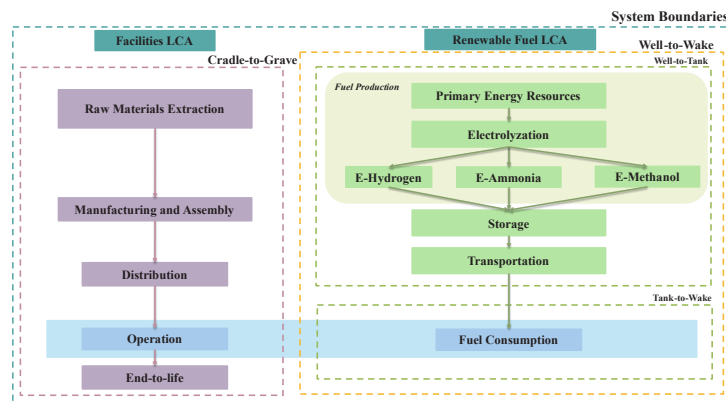 System Boundaries
Facilities LCA
Renewable Fuel LCA
Cradle-to-Grave
Well-to-Wake
Well-to-Tank
Fuel Production
Raw Materials Extraction
Manufacturing and Assembly
Distribution
Operation
End-to-life
Primary Energy Resources
Electrolyzation
E-Hydrogen
E-Ammonia
E-Methanol
Storage
Transportation
Tank-to-Wake
Fuel Consumption